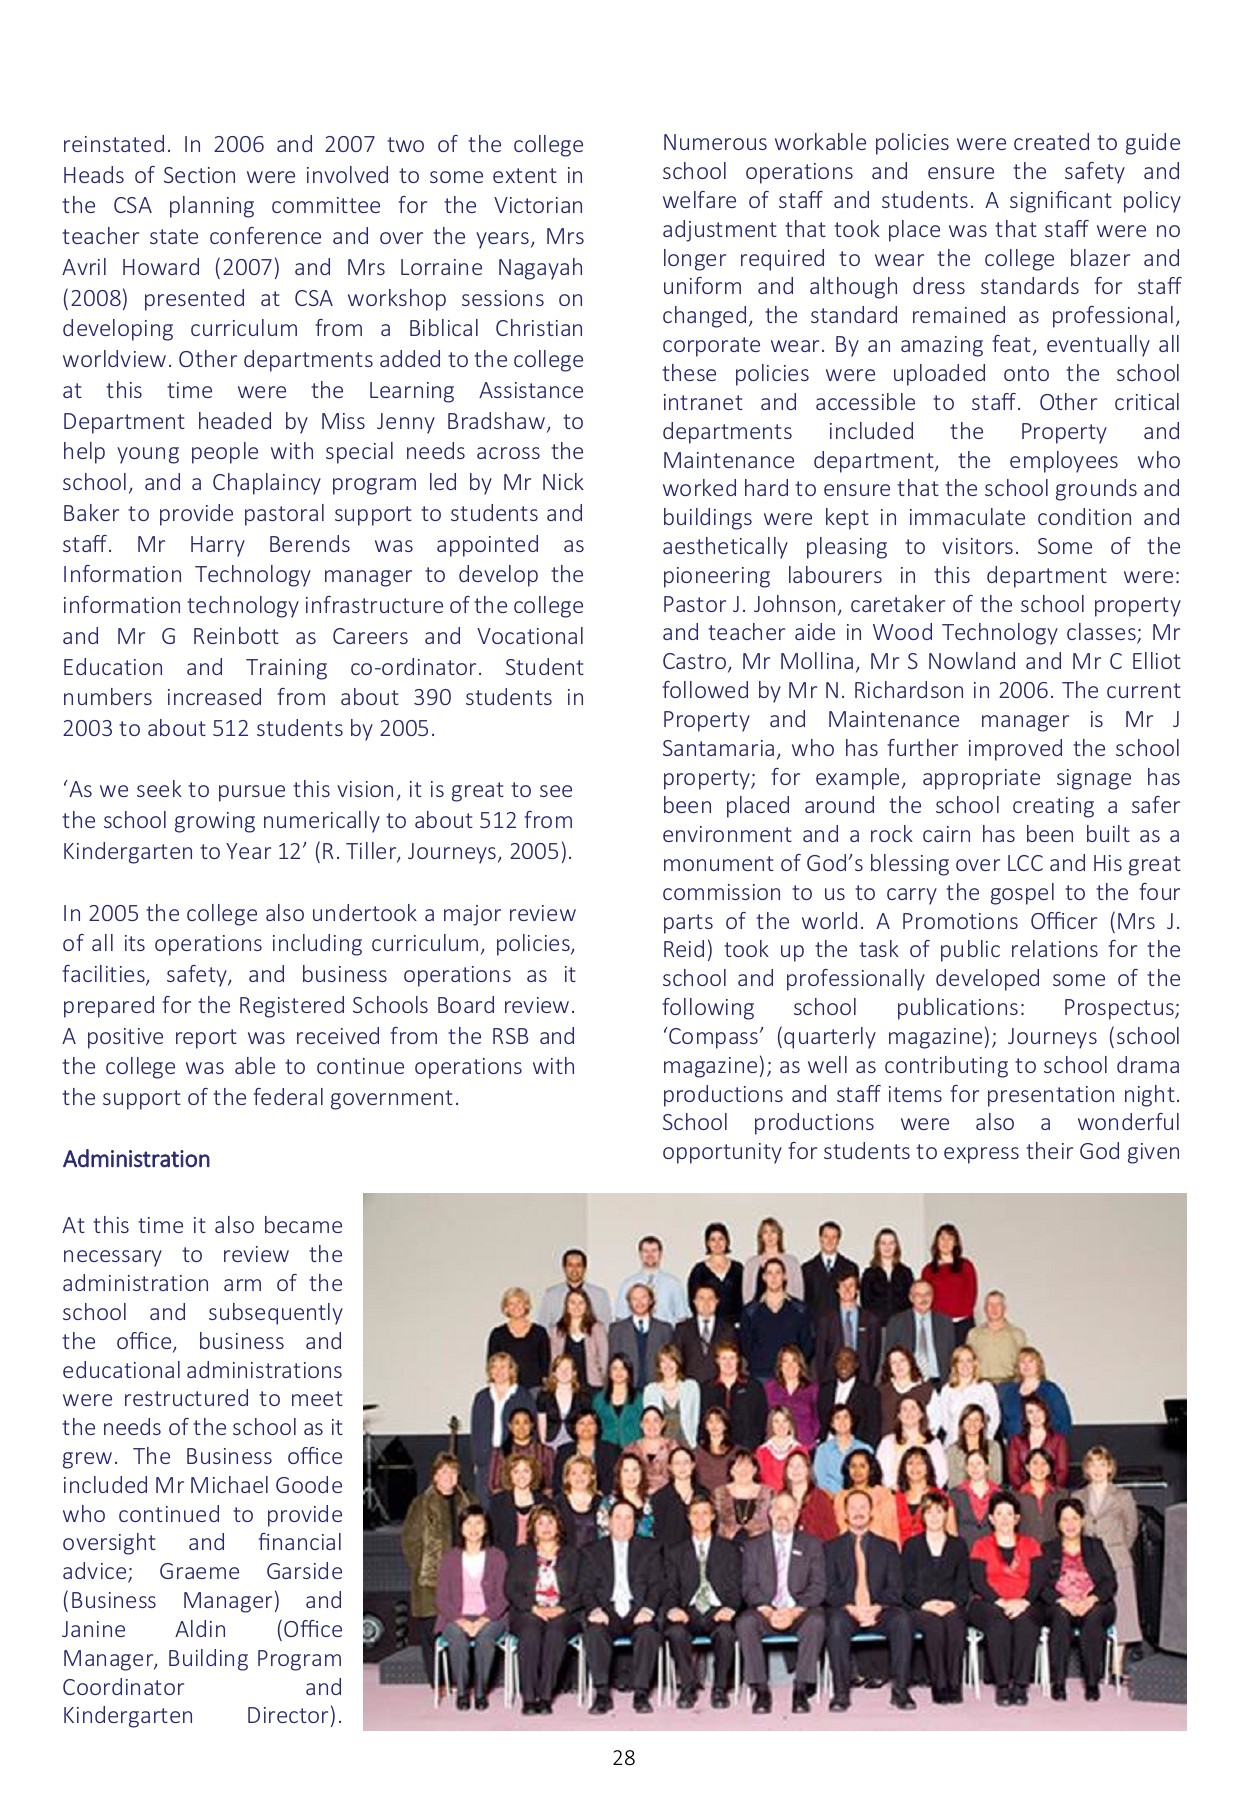 reinstated. In 2006 and 2007 two of the college
Heads of Section were involved to some extent in
the CSA planning committee for the Victorian
teacher state conference and over the years, Mrs
Avril Howard (2007) and Mrs Lorraine Nagayah
(2008) presented at CSA workshop sessions on
developing curriculum from a Biblical Christian
worldview. Other departments added to the college
at this time were the Learning Assistance
Department headed by Miss Jenny Bradshaw, to
help young people with special needs across the
school, and a Chaplaincy program led by Mr Nick
Baker to provide pastoral support to students and
staff. Mr Harry Berends was appointed as
Information Technology manager to develop the
information technology infrastructure of the college
and Mr G Reinbott as Careers and Vocational
Education and Training co-ordinator. Student
numbers increased from about 390 students in
2003 to about 512 students by 2005.
‘As we seek to pursue this vision, it is great to see
the school growing numerically to about 512 from
Kindergarten to Year 12’ (R. Tiller, Journeys, 2005).
In 2005 the college also undertook a major review
of all its operations including curriculum, policies,
facilities, safety, and business operations as it
prepared for the Registered Schools Board review.
A positive report was received from the RSB and
the college was able to continue operations with
the support of the federal government.
Administration
At this time it also became
necessary to review the
administration arm of the
school and subsequently
the office, business and
educational administrations
were restructured to meet
the needs of the school as it
grew. The Business office
included Mr Michael Goode
who continued to provide
oversight and financial
advice; Graeme Garside
(Business Manager) and
Janine Aldin (Office
Manager, Building Program
Coordinator and
Kindergarten Director).
Numerous workable policies were created to guide
school operations and ensure the safety and
welfare of staff and students. A significant policy
adjustment that took place was that staff were no
longer required to wear the college blazer and
uniform and although dress standards for staff
changed, the standard remained as professional,
corporate wear. By an amazing feat, eventually all
these policies were uploaded onto the school
intranet and accessible to staff. Other critical
departments included the Property and
Maintenance department, the employees who
worked hard to ensure that the school grounds and
buildings were kept in immaculate condition and
aesthetically pleasing to visitors. Some of the
pioneering labourers in this department were:
Pastor J. Johnson, caretaker of the school property
and teacher aide in Wood Technology classes; Mr
Castro, Mr Mollina, Mr S Nowland and Mr C Elliot
followed by Mr N. Richardson in 2006. The current
Property and Maintenance manager is Mr J
Santamaria, who has further improved the school
property; for example, appropriate signage has
been placed around the school creating a safer
environment and a rock cairn has been built as a
monument of God’s blessing over LCC and His great
commission to us to carry the gospel to the four
parts of the world. A Promotions Officer (Mrs J.
Reid) took up the task of public relations for the
school and professionally developed some of the
following school publications: Prospectus;
‘Compass’ (quarterly magazine); Journeys (school
magazine); as well as contributing to school drama
productions and staff items for presentation night.
School productions were also a wonderful
opportunity for students to express their God given
28